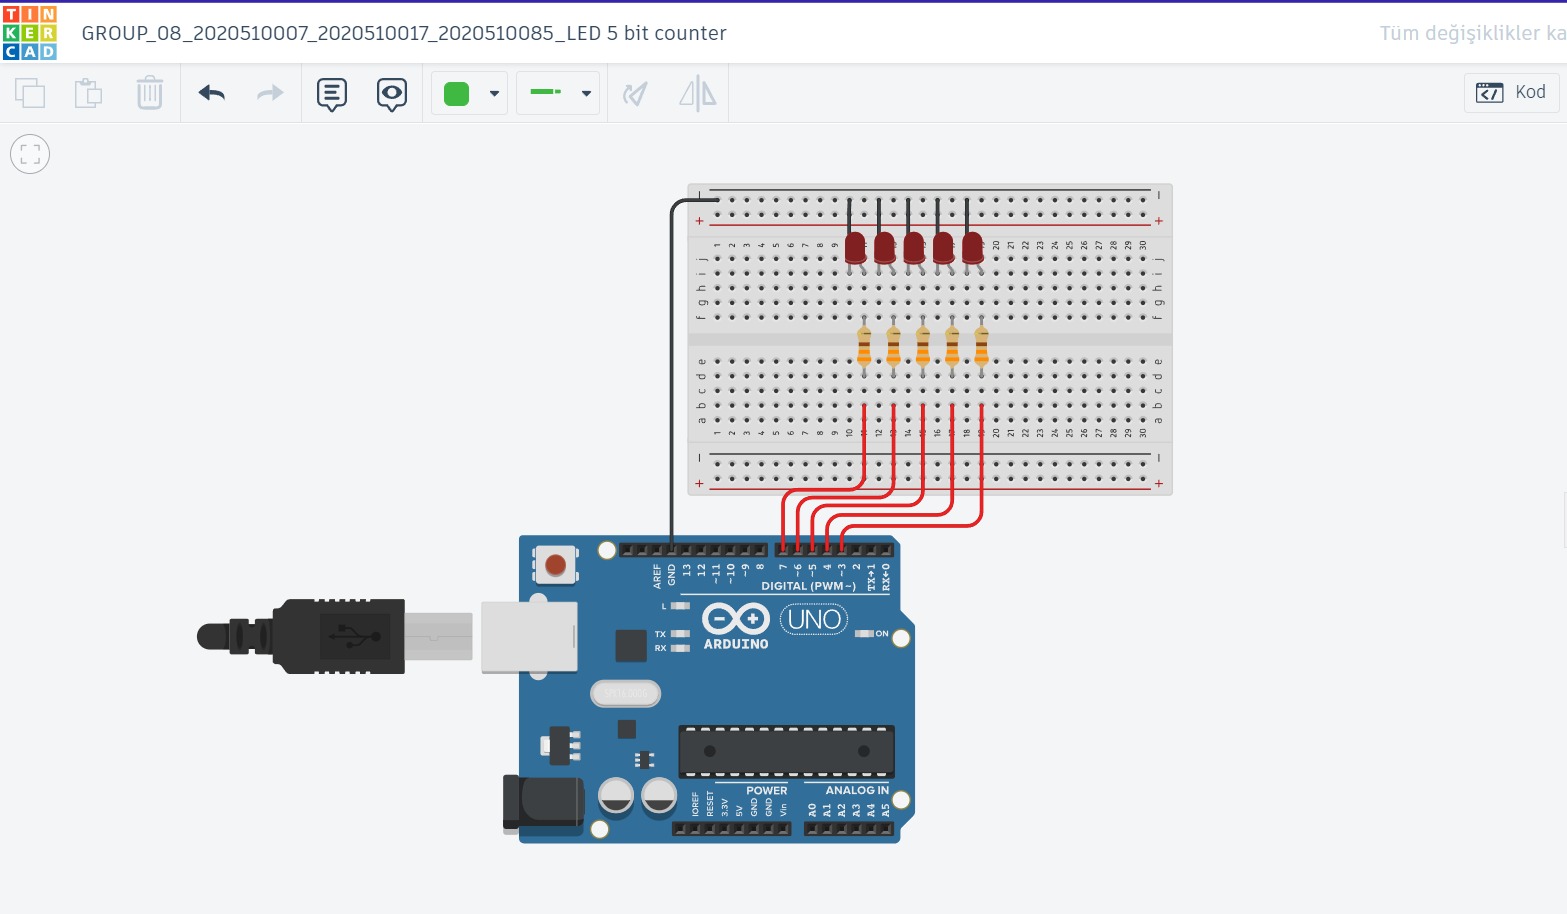 TIN
KER
CAD
GROUP_08_2020510007_2020510017_2020510085_LED 5 bit counter
Tüm değişiklikler ka
Kod
1 2 3 4 5 6 7 8 9 20 21 22 23 24 25 26 27 28 29 30
j j
i i
h h
g g
f f
e e
d d
c c
b b
a a
1 2 3 4 5 6 7 8 9 10 12 14 16 18 20 21 22 23 24 25 26 27 28 29 30
AREF GND 13 12 ~11 ~10 ~9 8 7 ~6 ~5 4 ~3 2 TX→1 RX←0
DIGITAL (PWM~)
L
TX
RX
UNO
ON
ARDUINO
POWER
ANALOG IN
IOREF RESET 3.3V 5V GND GND Vin A0 A1 A2 A3 A4 A5